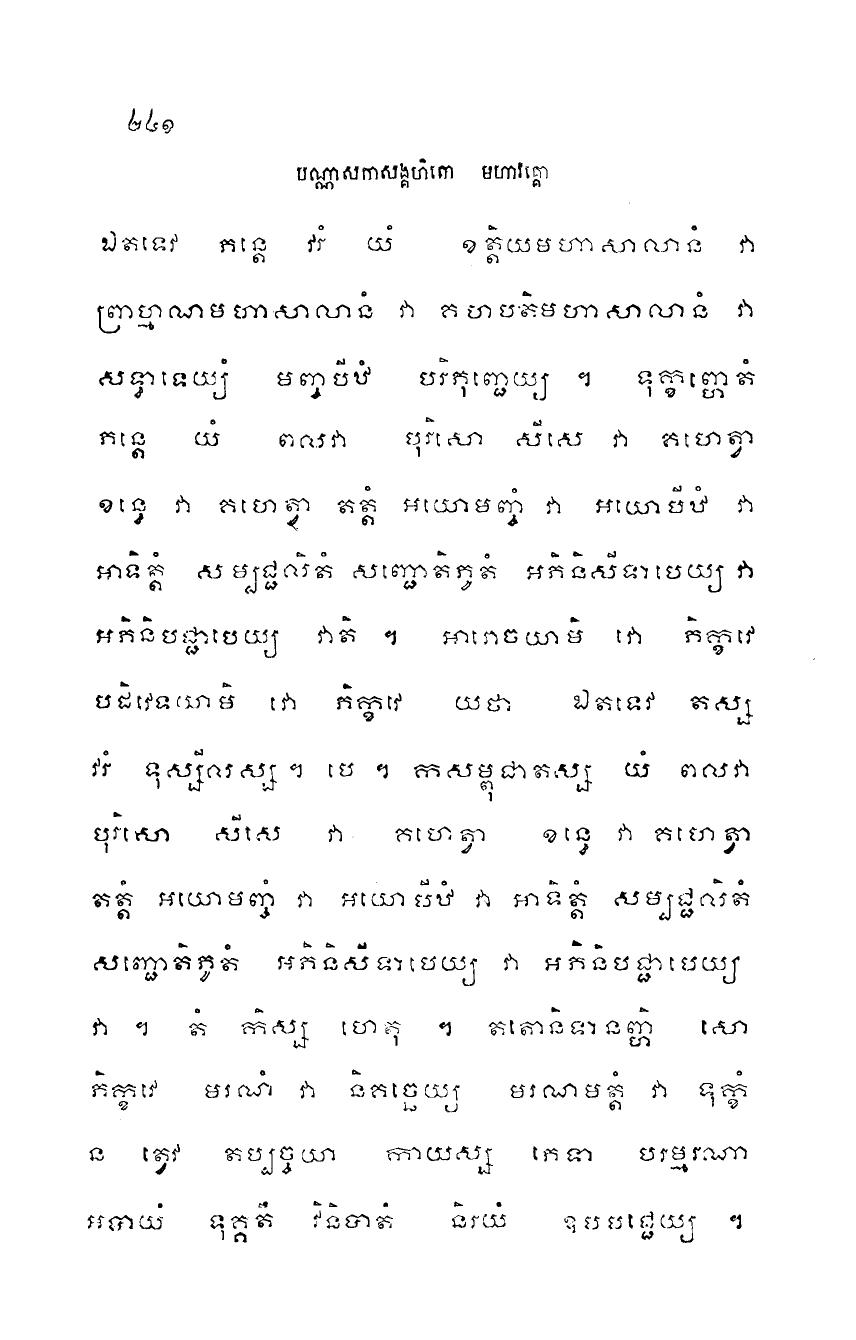 ២៤១
បណ្ណាសកាសង្គហិតោ មហាវគ្គោ
ឯតទេវ ភន្តេ វរំ យំ ខត្តិយមហាសាលានំ វា
ព្រាហ្មណមហាសាលានំ វា គហបតិមហាសាលានំ វា
សទ្ធាទេយ្យំ មញ្ចបីឋំ បរិភុញ្ជេយ្យ ។ ទុក្ខញ្ហេតំ
ភន្តេ យំ ពលវា បុរិសោ សីសេ វា គហេត្វា
ខន្ធេ វា គហេត្វា តត្តំ អយោមញ្ចំ វា អយោបីឋំ វា
អាទិត្តំ សម្បជ្ជលិតំ សញ្ជោតិភូតំ អភិនិសីទាបេយ្យ វា
អភិនិបជ្ជាបេយ្យ វាតិ ។ អារោចយាមិ វោ ភិក្ខវេ
បដិវេទយាមិ វោ ភិក្ខវេ យថា ឯតទេវ តស្ស
វរំ ទុស្សីលស្ស ។ បេ ។ កសម្ពុជាតស្ស យំ ពលវា
បុរិសោ សីសេ វា គហេត្វា ខន្ធេ វា គហេត្វា
តត្តំ អយោមញ្ចំ វា អយោបីឋំ វា អាទិត្តំ សម្បជ្ជលិតំ
សញ្ជោតិភូតំ អភិនិសីទាបេយ្យ វា អភិនិបជ្ជាបេយ្យ
វា ។ តំ កិស្ស ហេតុ ។ តតោនិទានញ្ហិ សោ
ភិក្ខវេ មរណំ វា និគច្ឆេយ្យ មរណមត្តំ វា ទុក្ខំ
ន ត្វេវ តប្បច្ចយា កាយស្ស ភេទា បរម្មរណា
អបាយំ ទុគ្គតឹ វិនិបាតំ និរយំ ឧបបជ្ជេយ្យ ។